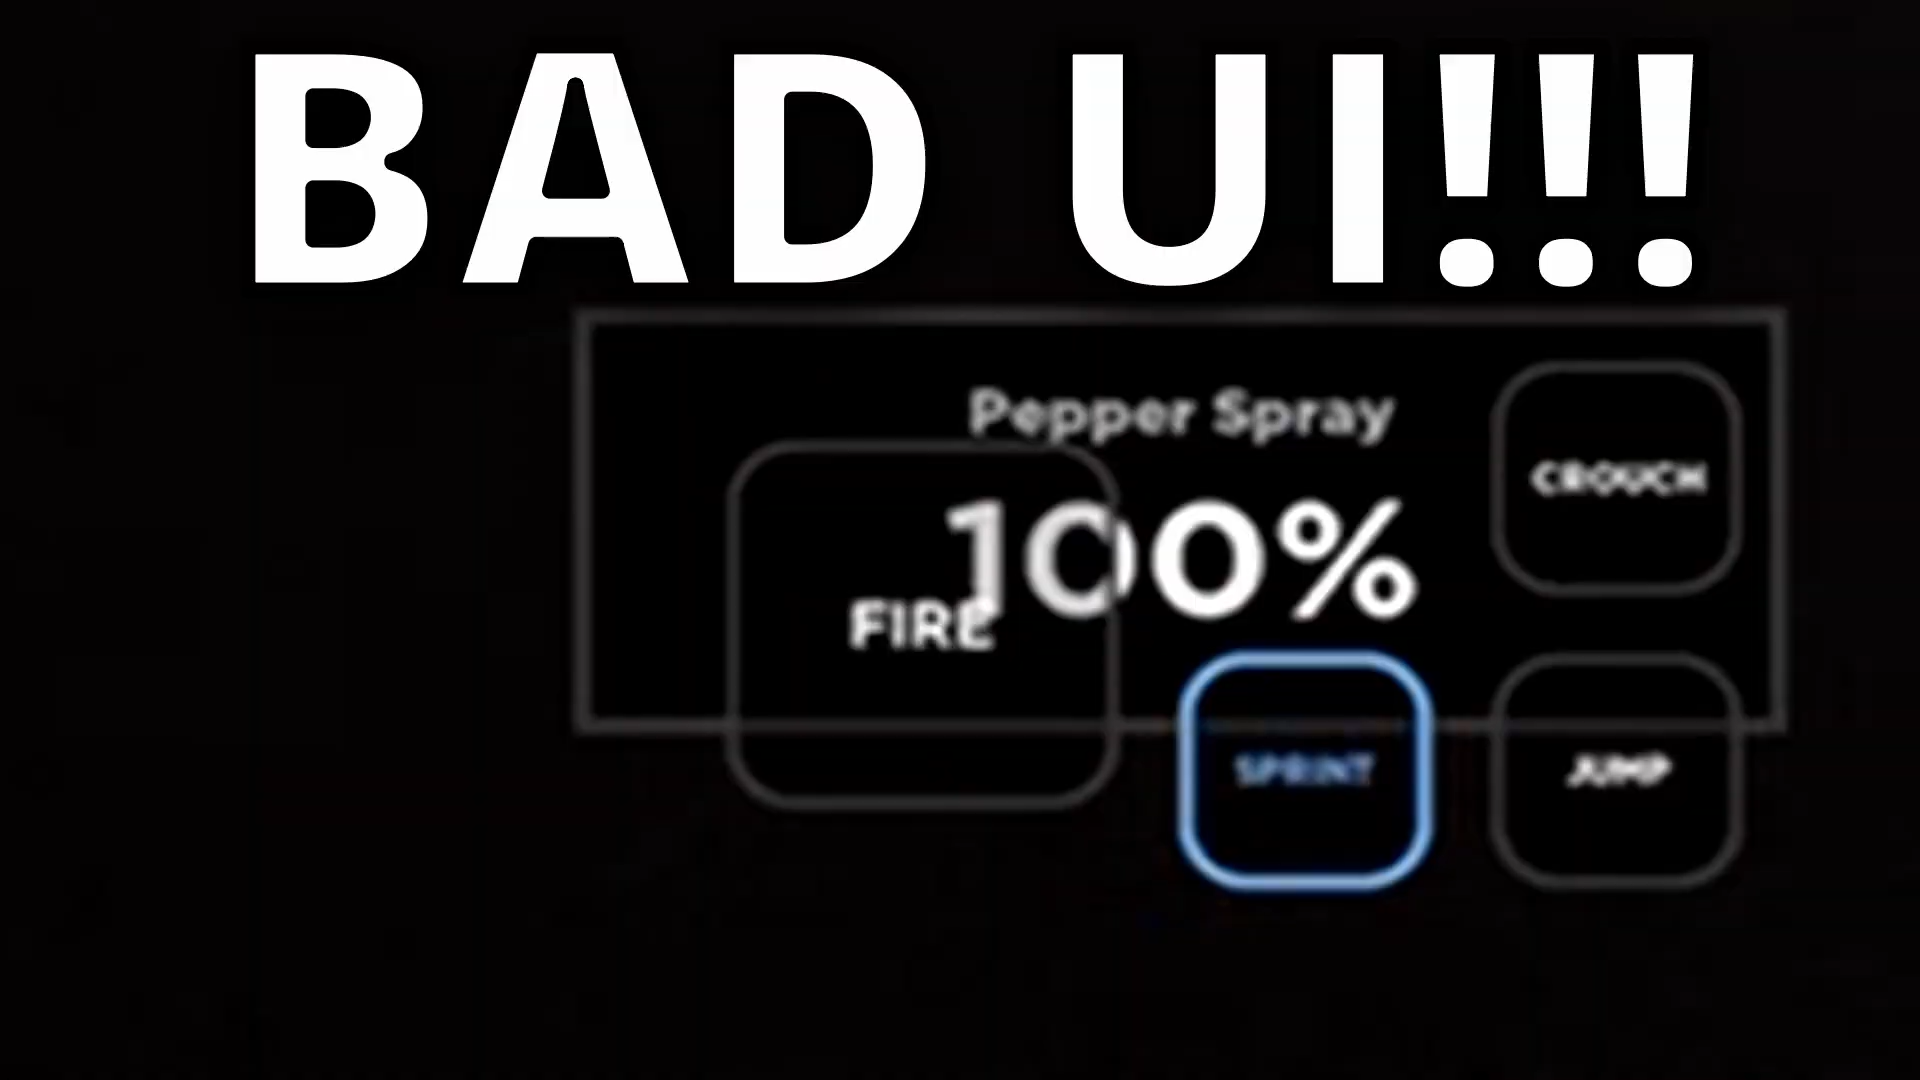 BAD UI!!!
Pepper Spray
CROUCH
100%
FIRE
SPRINT
JUMP